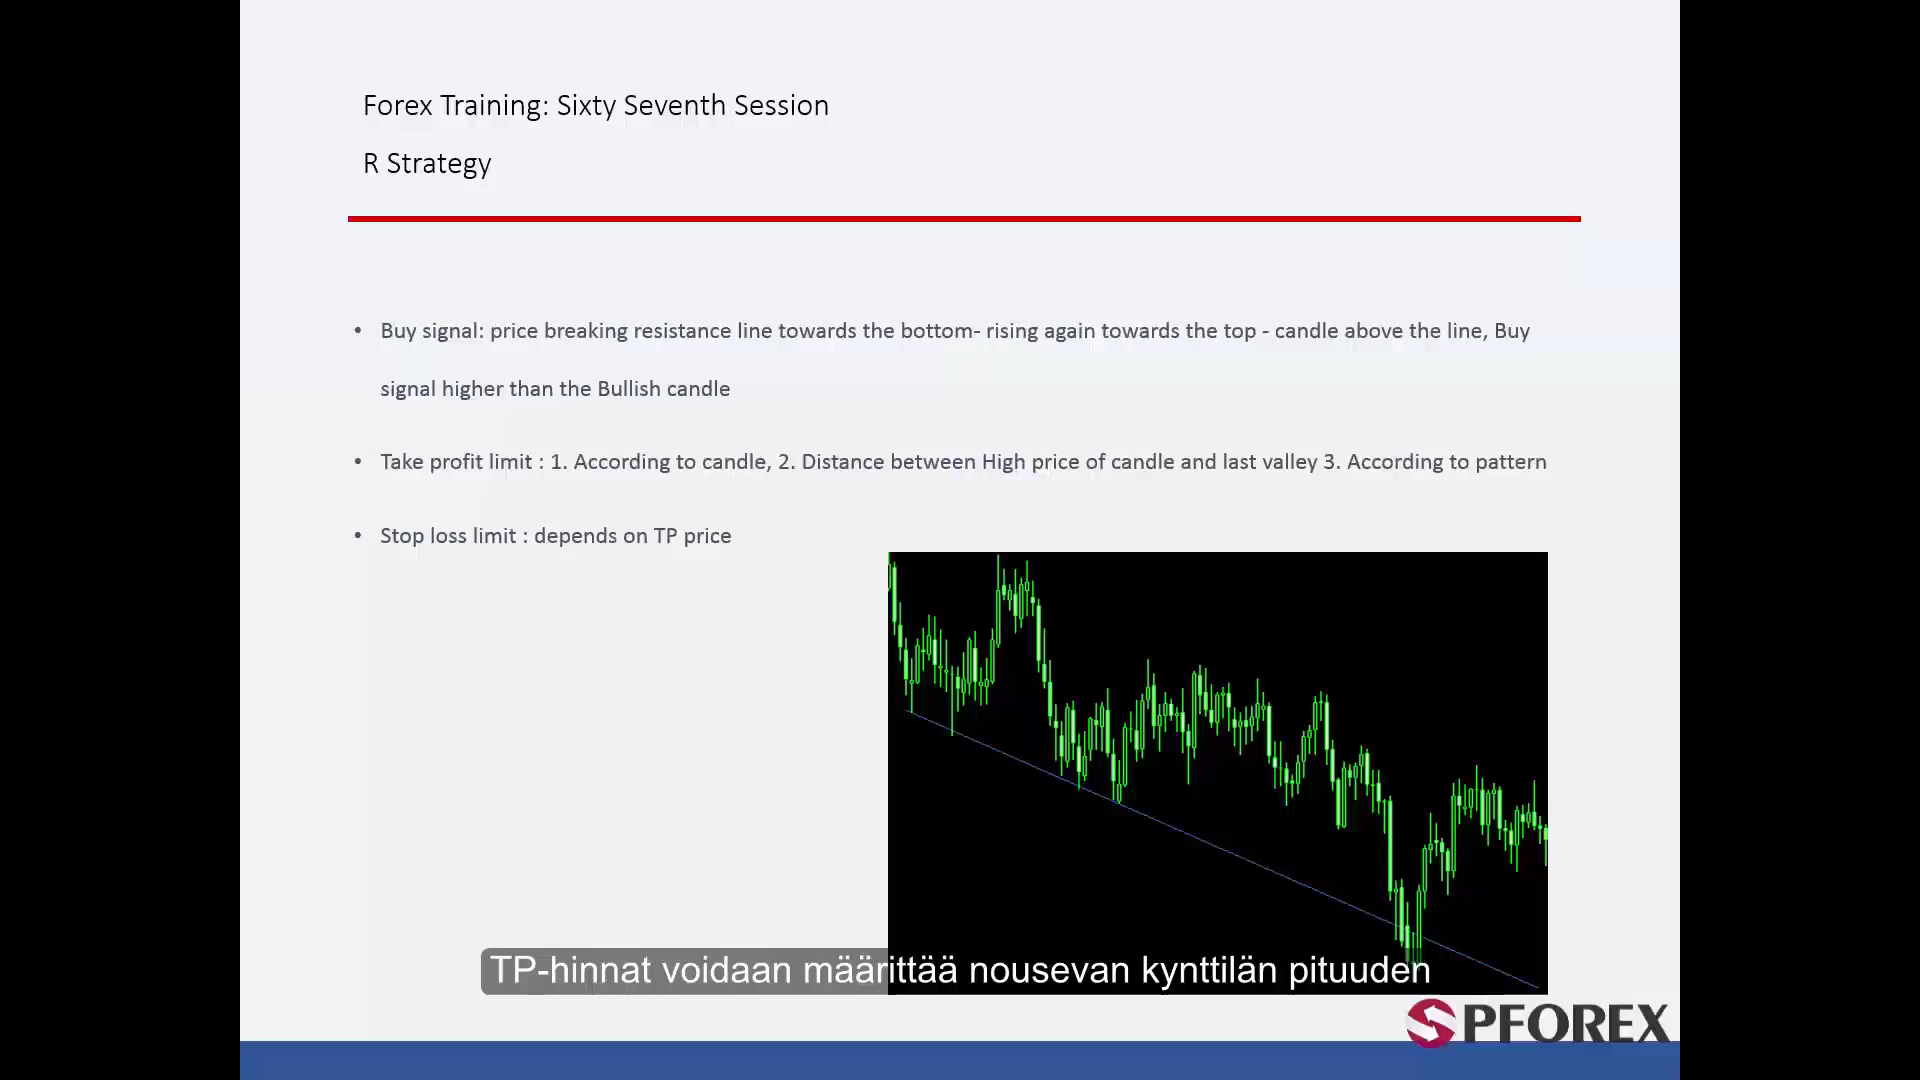 Forex Training: Sixty Seventh Session
R Strategy
• Buy signal: price breaking resistance line towards the bottom- rising again towards the top - candle above the line, Buy
signal higher than the Bullish candle
• Take profit limit : 1. According to candle, 2. Distance between High price of candle and last valley 3. According to pattern
• Stop loss limit : depends on TP price
TP-hinnat voidaan määrittää nousevan kynttilän pituuden
PFOREX